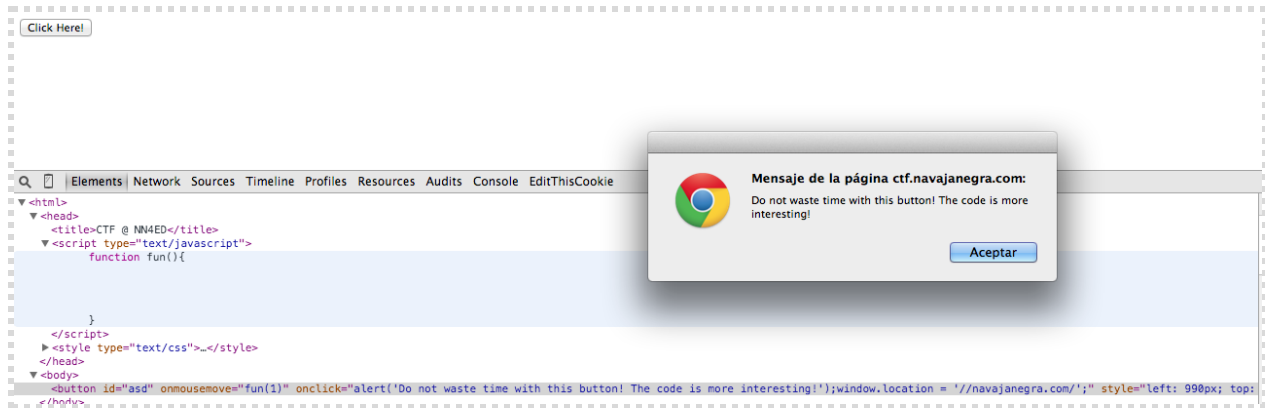 Click Here!
Mensaje de la página ctf.navajanegra.com:
Do not waste time with this button! The code is more
interesting!
Aceptar
Elements Network Sources Timeline Profiles Resources Audits Console EditThisCookie
▼<html>
▼<head>
<title>CTF @ NN4ED</title>
▼<script type="text/javascript">
function fun(){
}
</script>
▶<style type="text/css">…</style>
</head>
▼<body>
<button id="asd" onmousemove="fun(1)" onclick="alert('Do not waste time with this button! The code is more interesting!');window.location = '//navajanegra.com/';" style="left: 990px; top:
</body>